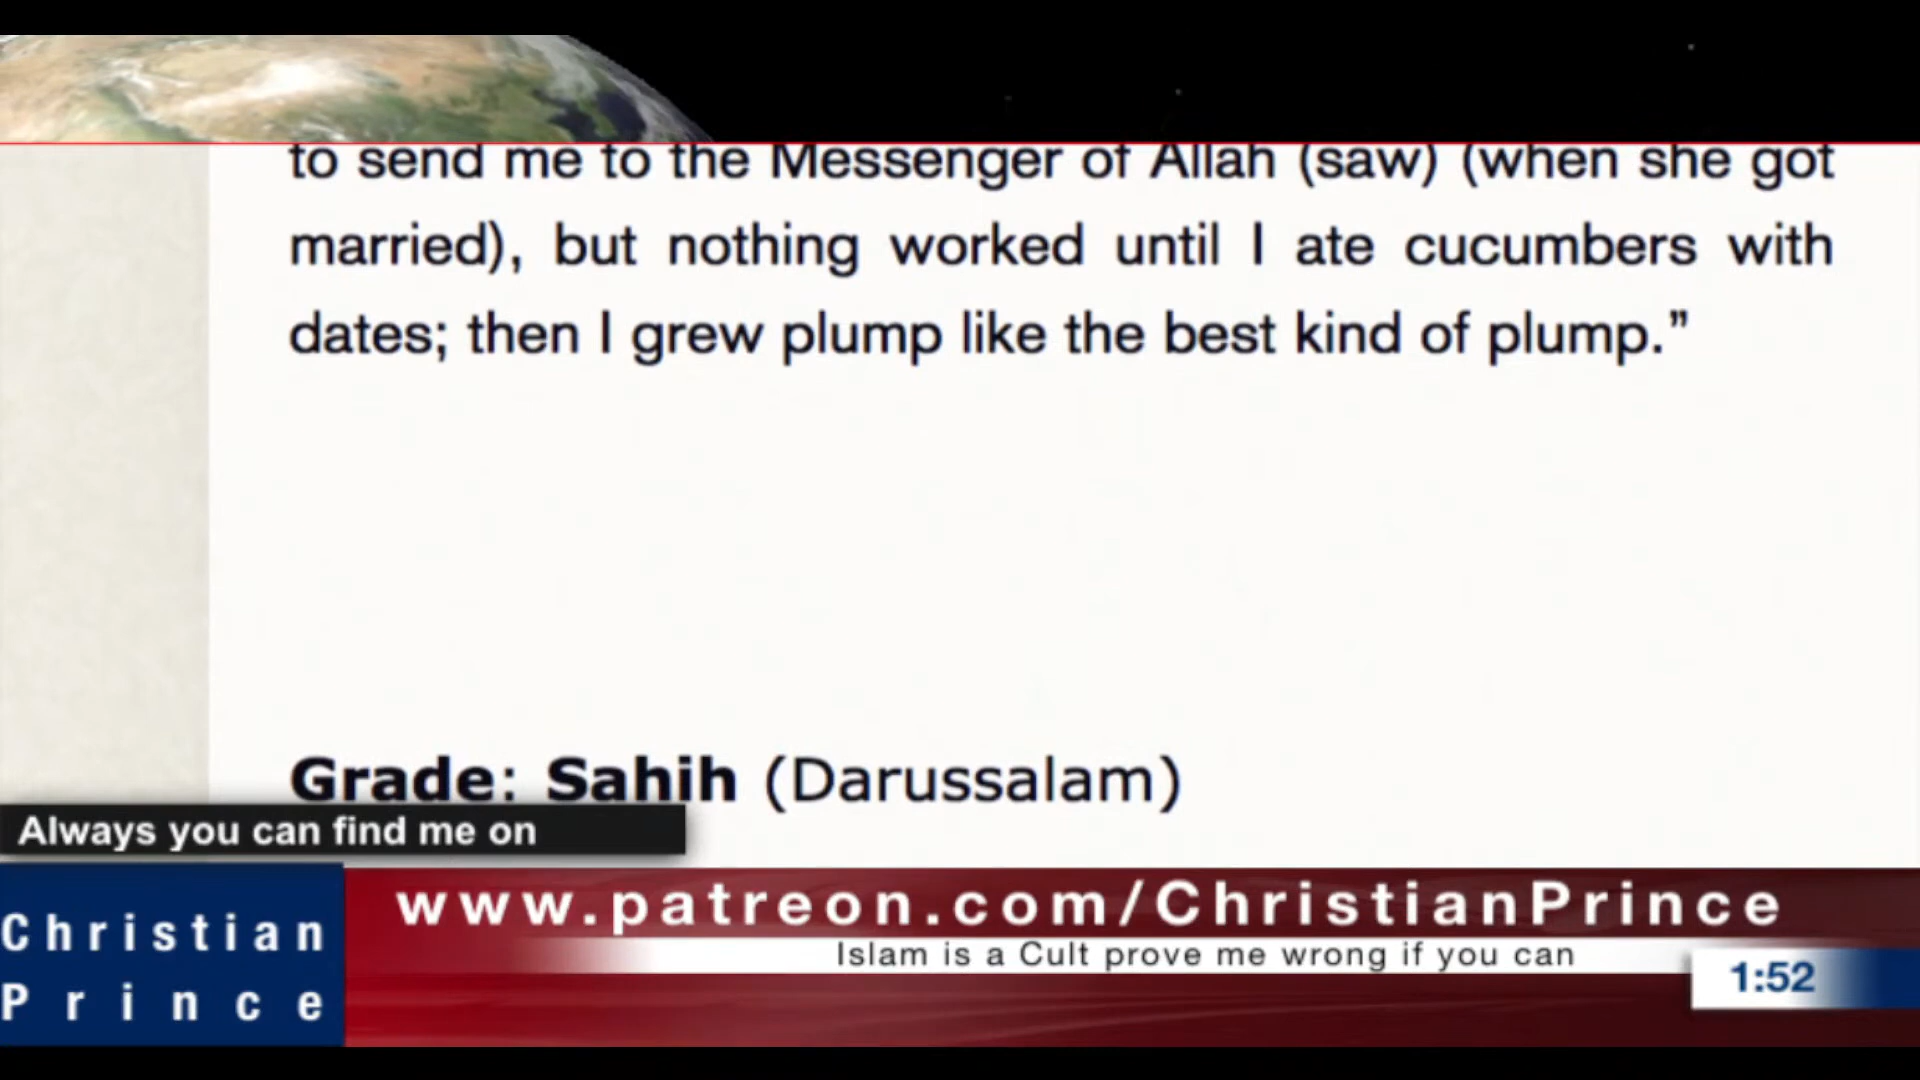 to send me to the Messenger of Allah (saw) (when she got
married), but nothing worked until I ate cucumbers with
dates; then I grew plump like the best kind of plump.”
Grade: Sahih (Darussalam)
Always you can find me on
www.patreon.com/ChristianPrince
Christian
Prince
Islam is a Cult prove me wrong if you can
1:52